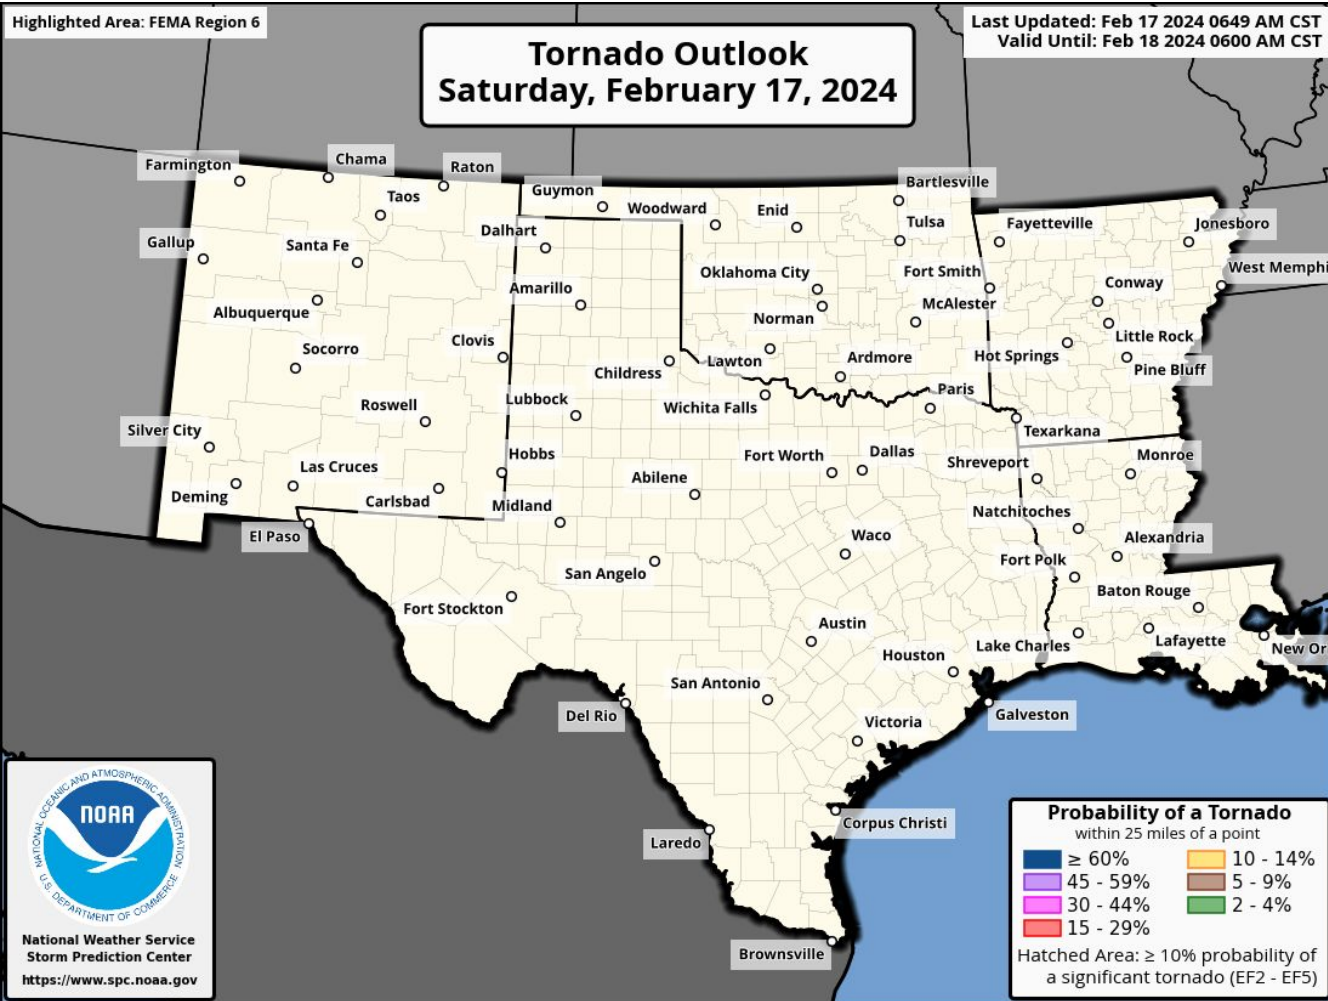 Highlighted Area: FEMA Region 6
Last Updated: Feb 17 2024 0649 AM CST
Valid Until: Feb 18 2024 0600 AM CST
Tornado Outlook
Saturday, February 17, 2024
Farmington
Chama
Raton
Taos
Guymon
Woodward
Enid
Bartlesville
Tulsa
Fayetteville
Jonesboro
Gallup
Santa Fe
Dalhart
Oklahoma City
Fort Smith
West Memphi
Albuquerque
Amarillo
Norman
McAlester
Conway
Socorro
Clovis
Childress
Lawton
Ardmore
Hot Springs
Little Rock
Pine Bluff
Roswell
Lubbock
Wichita Falls
Paris
Texarkana
Silver City
Las Cruces
Hobbs
Abilene
Fort Worth
Dallas
Shreveport
Monroe
Deming
Carlsbad
Midland
Natchitoches
El Paso
San Angelo
Waco
Fort Polk
Alexandria
Fort Stockton
Baton Rouge
Austin
Lake Charles
Lafayette
New Or
Houston
San Antonio
Del Rio
Victoria
Galveston
Laredo
Corpus Christi
Brownsville
NATIONAL OCEANIC AND ATMOSPHERIC ADMINISTRATION
NOAA
U.S. DEPARTMENT OF COMMERCE
National Weather Service
Storm Prediction Center
https://www.spc.noaa.gov
Probability of a Tornado
within 25 miles of a point
≥ 60%
45 - 59%
30 - 44%
15 - 29%
10 - 14%
5 - 9%
2 - 4%
Hatched Area: ≥ 10% probability of
a significant tornado (EF2 - EF5)